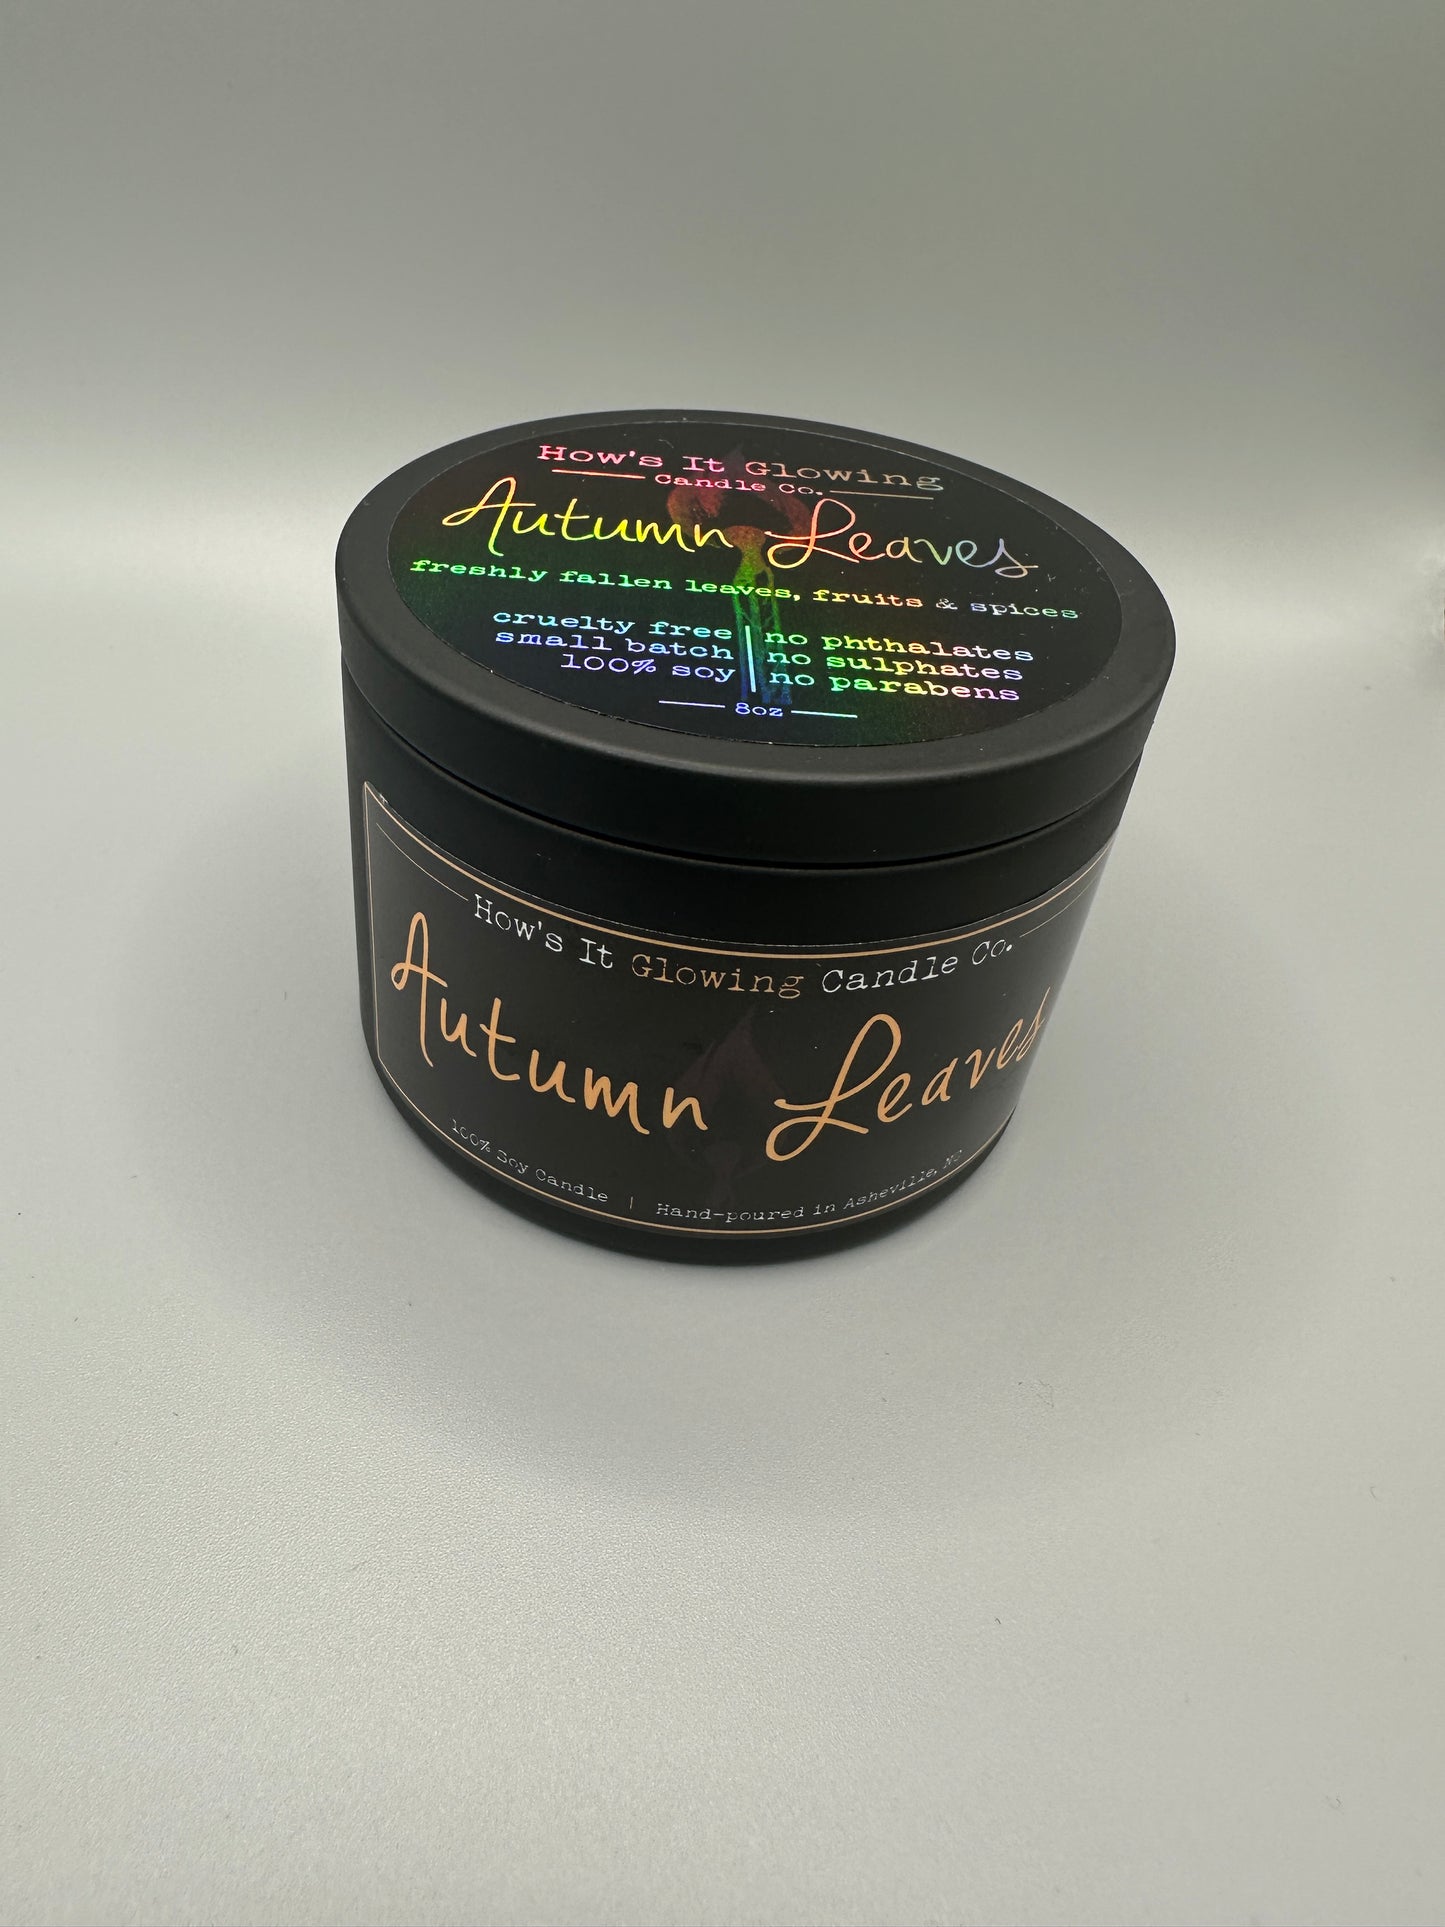 How's It Glowing
Candle Co.
Autumn Leaves
freshly fallen leaves, fruits & spices
cruelty free | no phthalates
small batch | no sulphates
100% soy | no parabens
8oz
How's It Glowing Candle Co.
Autumn Leaves
100% Soy Candle | Hand-poured in Asheville, NC